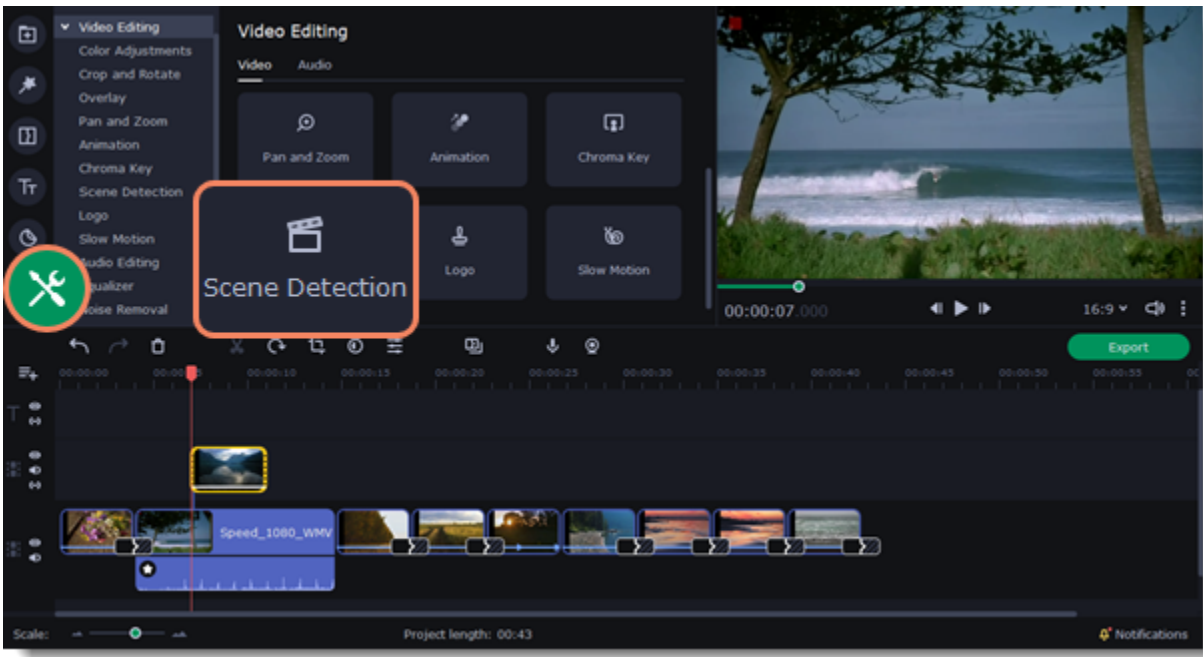 Video Editing
Color Adjustments
Crop and Rotate
Overlay
Pan and Zoom
Animation
Chroma Key
Scene Detection
Logo
Slow Motion
Audio Editing
Equalizer
Noise Removal
Video Editing
Video Audio
Pan and Zoom
Animation
Chroma Key
Scene Detection
Logo
Slow Motion
00:00:07.000
16:9
Export
00:00:00
00:00:10
00:00:15
00:00:20
00:00:25
00:00:30
00:00:35
00:00:40
00:00:45
00:00:50
00:00:55
Speed_1080_WMV
Scale:
Project length: 00:43
Notifications